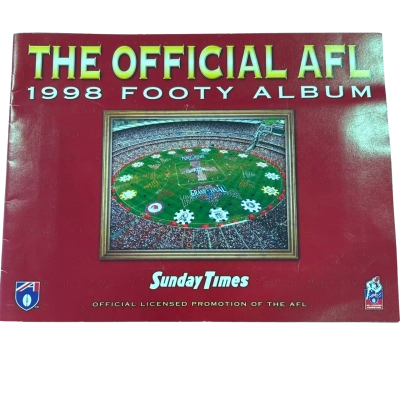 THE OFFICIAL AFL
1998 FOOTY ALBUM
Sunday Times
OFFICIAL LICENSED PROMOTION OF THE AFL